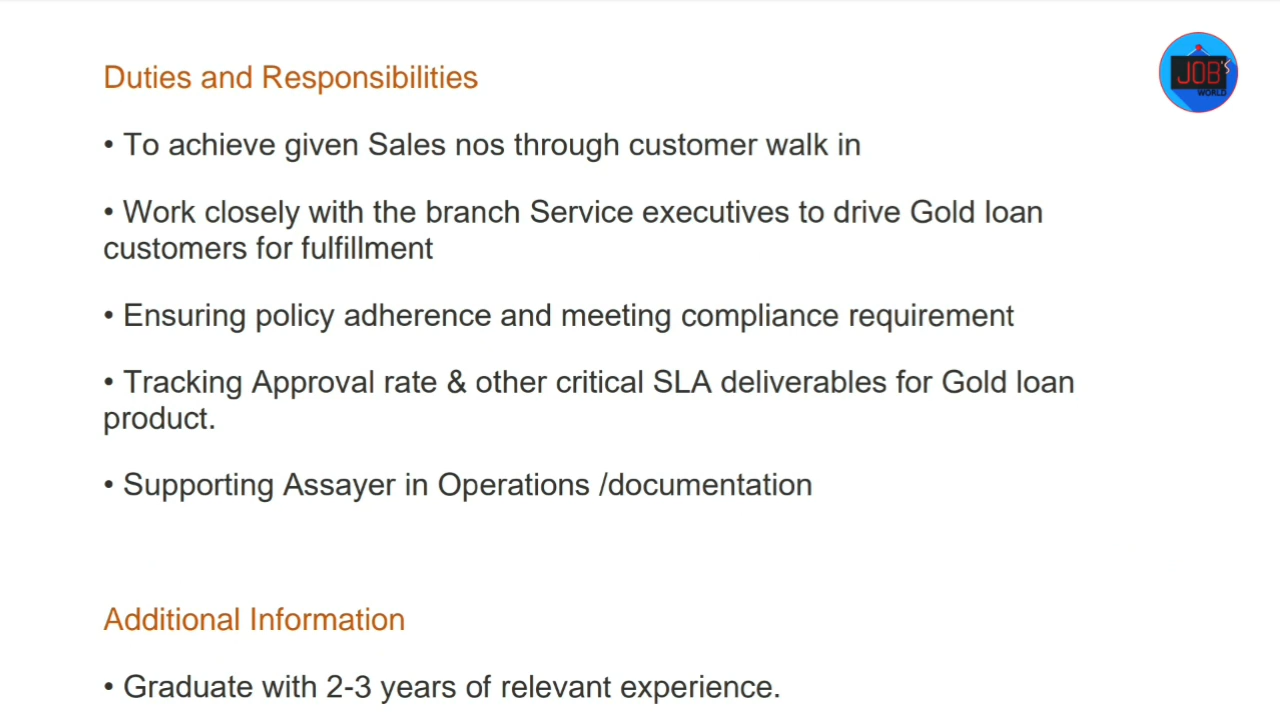 Duties and Responsibilities
JOB'S
WORLD
• To achieve given Sales nos through customer walk in
• Work closely with the branch Service executives to drive Gold loan
customers for fulfillment
• Ensuring policy adherence and meeting compliance requirement
• Tracking Approval rate & other critical SLA deliverables for Gold loan
product.
• Supporting Assayer in Operations /documentation
Additional Information
• Graduate with 2-3 years of relevant experience.